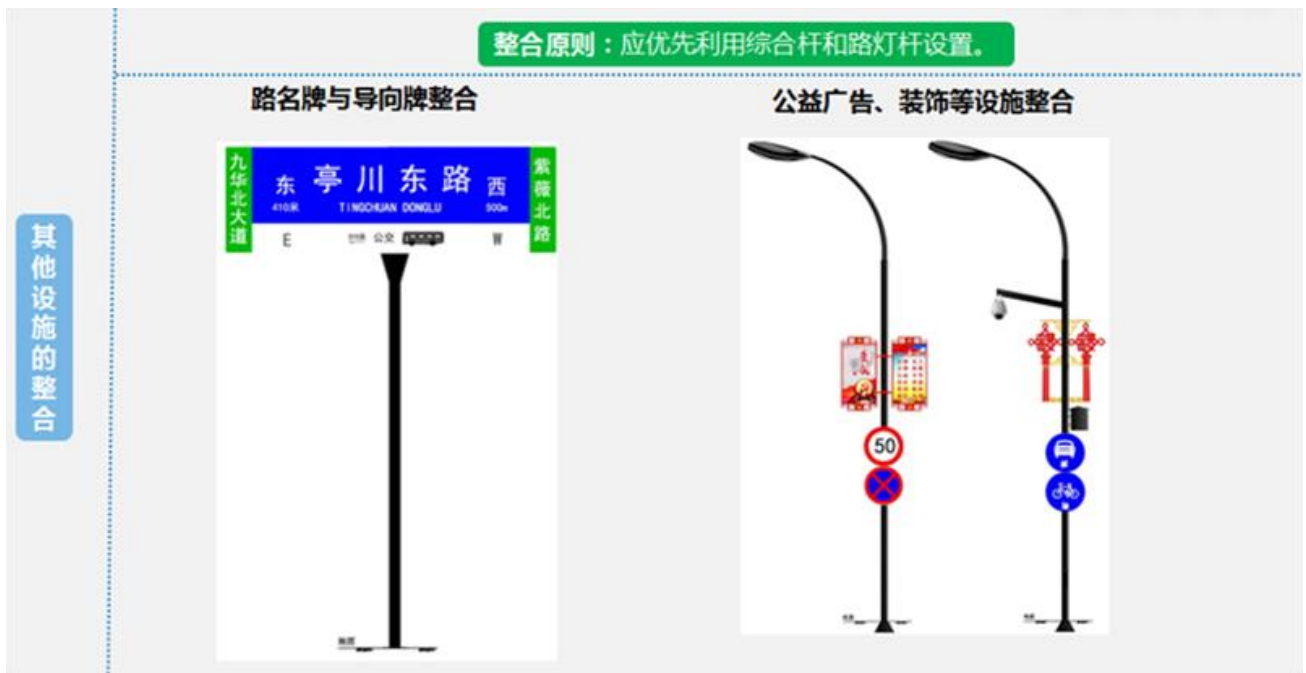 整合原则：应优先利用综合杆和路灯杆设置。
其他设施的整合
路名牌与导向牌整合
九华北大道
东 亭川东路 西
410米 TINGCHUAN DONGLU 500m
紫薇北路
E 公交 W
地面
公益广告、装饰等设施整合
50